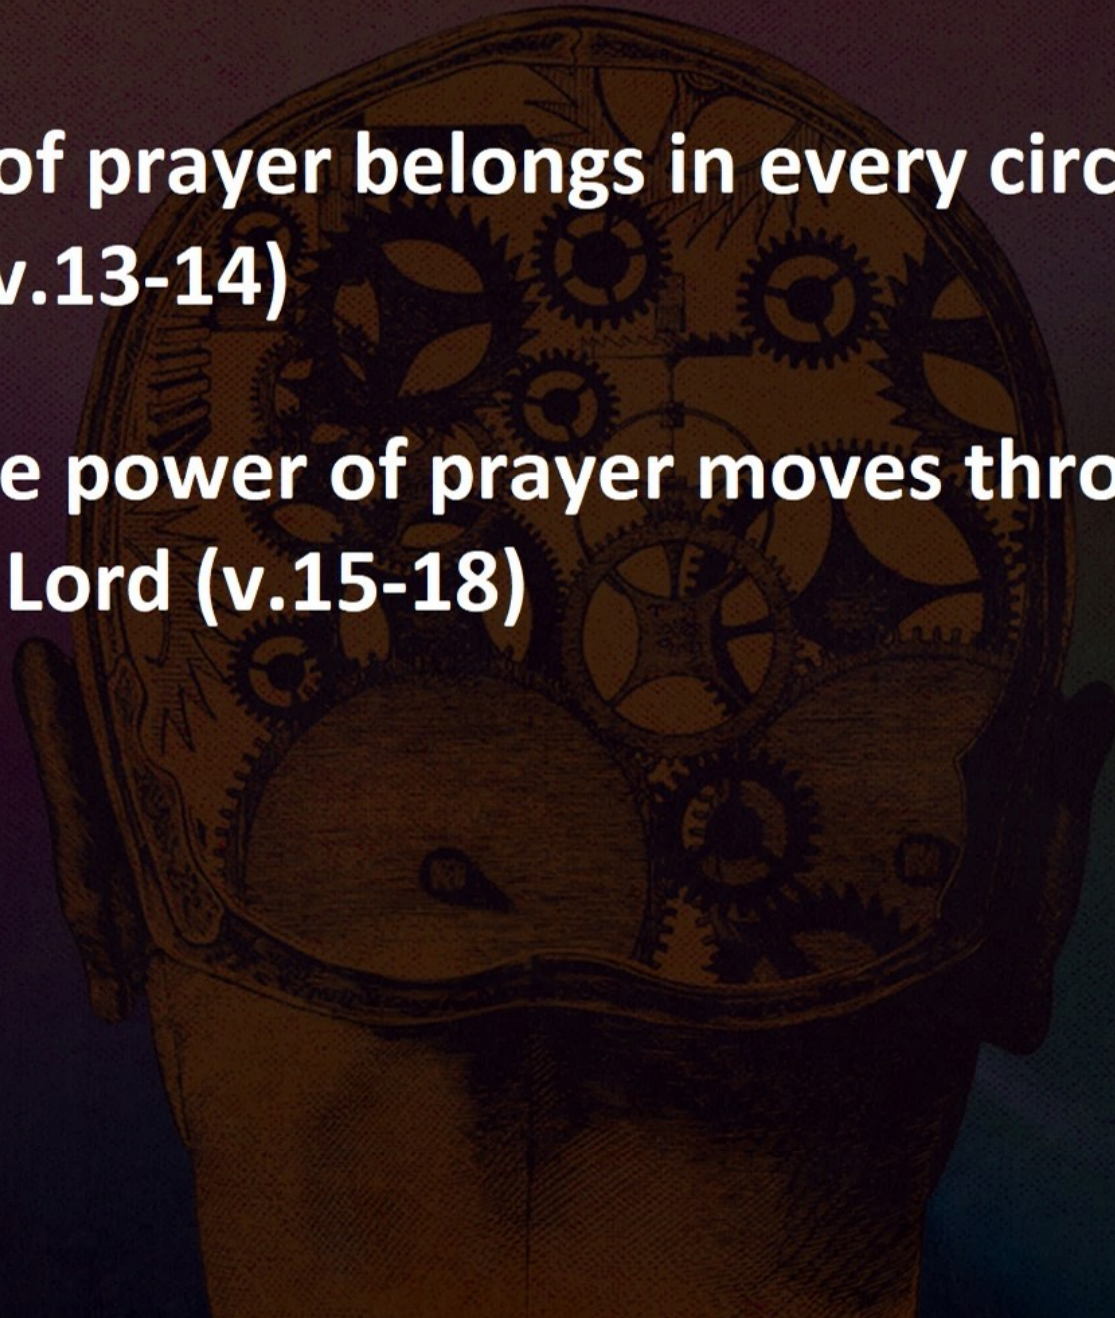 of prayer belongs in every circ
v.13-14)
e power of prayer moves thro
Lord (v.15-18)